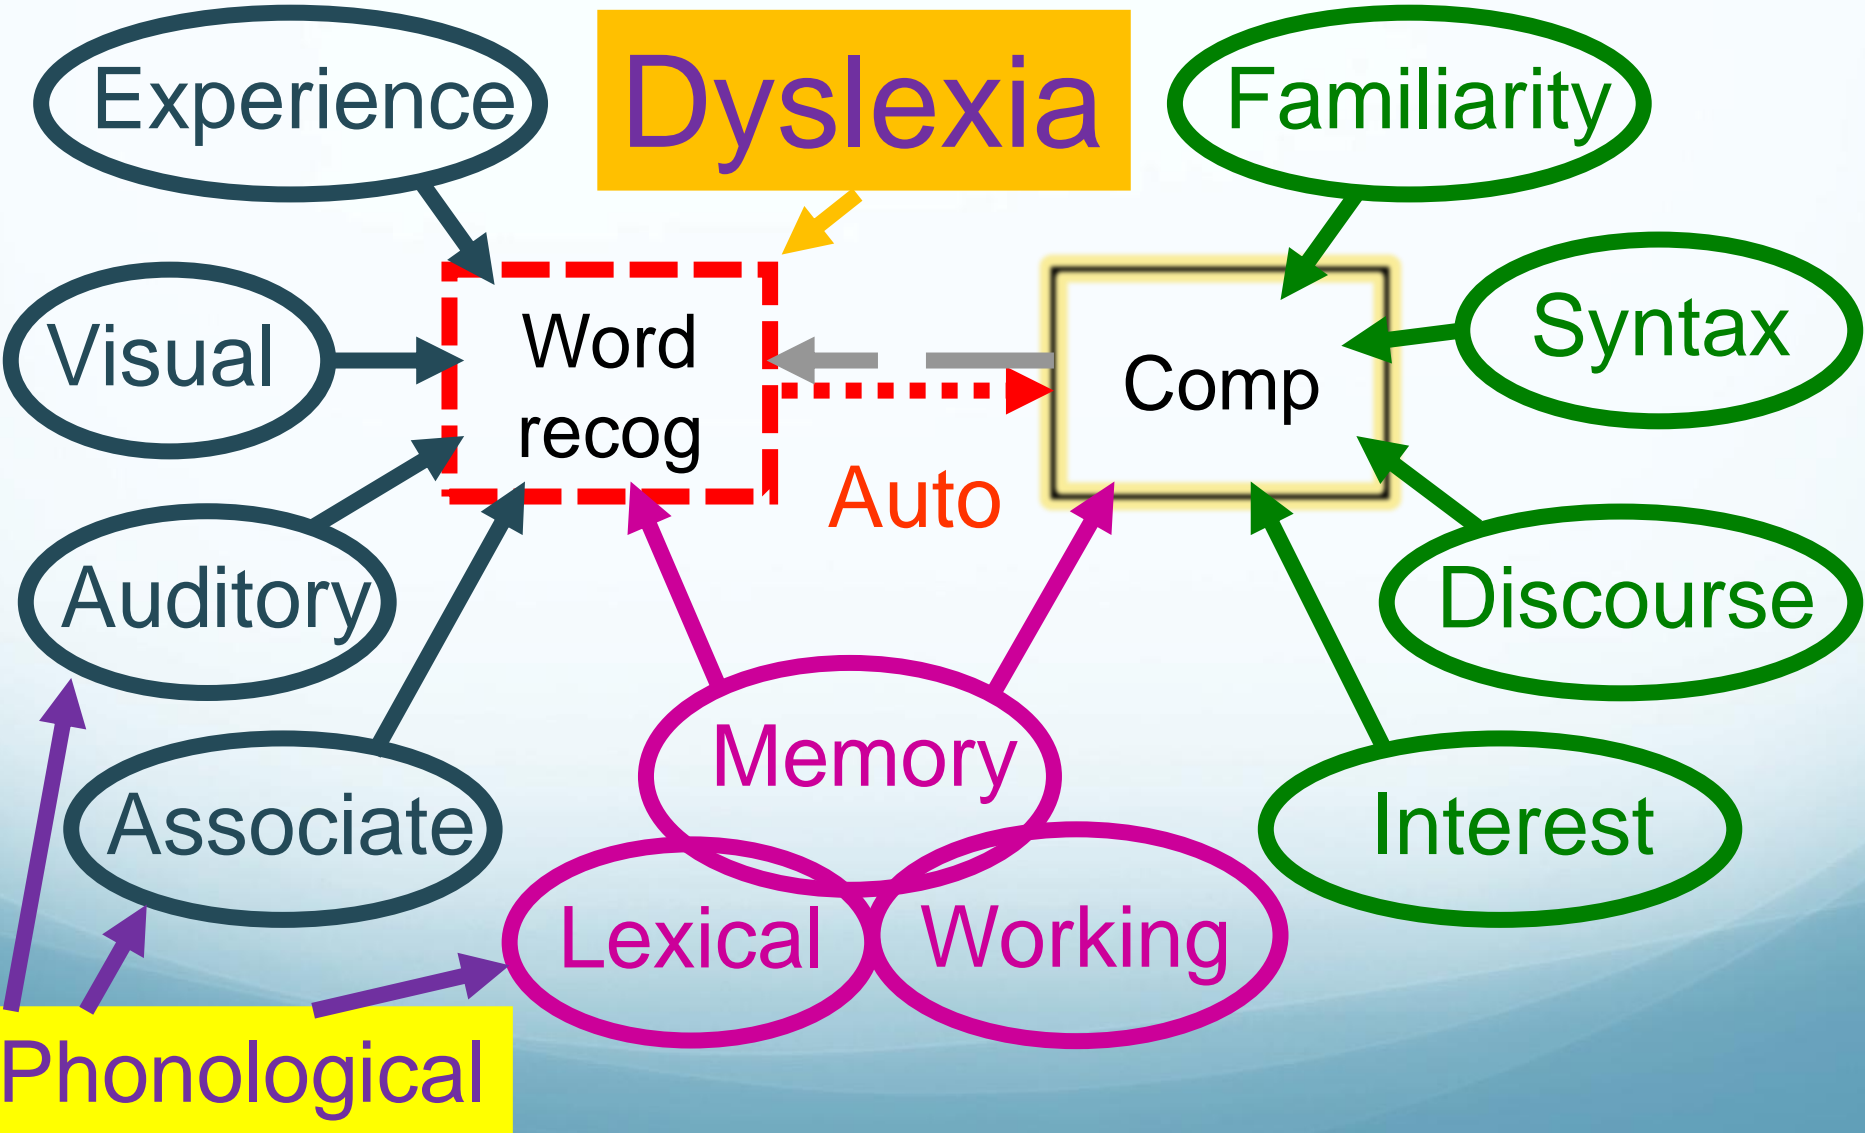 Experience
Dyslexia
Familiarity
Visual
Word
recog
Comp
Syntax
Auto
Auditory
Discourse
Memory
Associate
Interest
Lexical
Working
Phonological